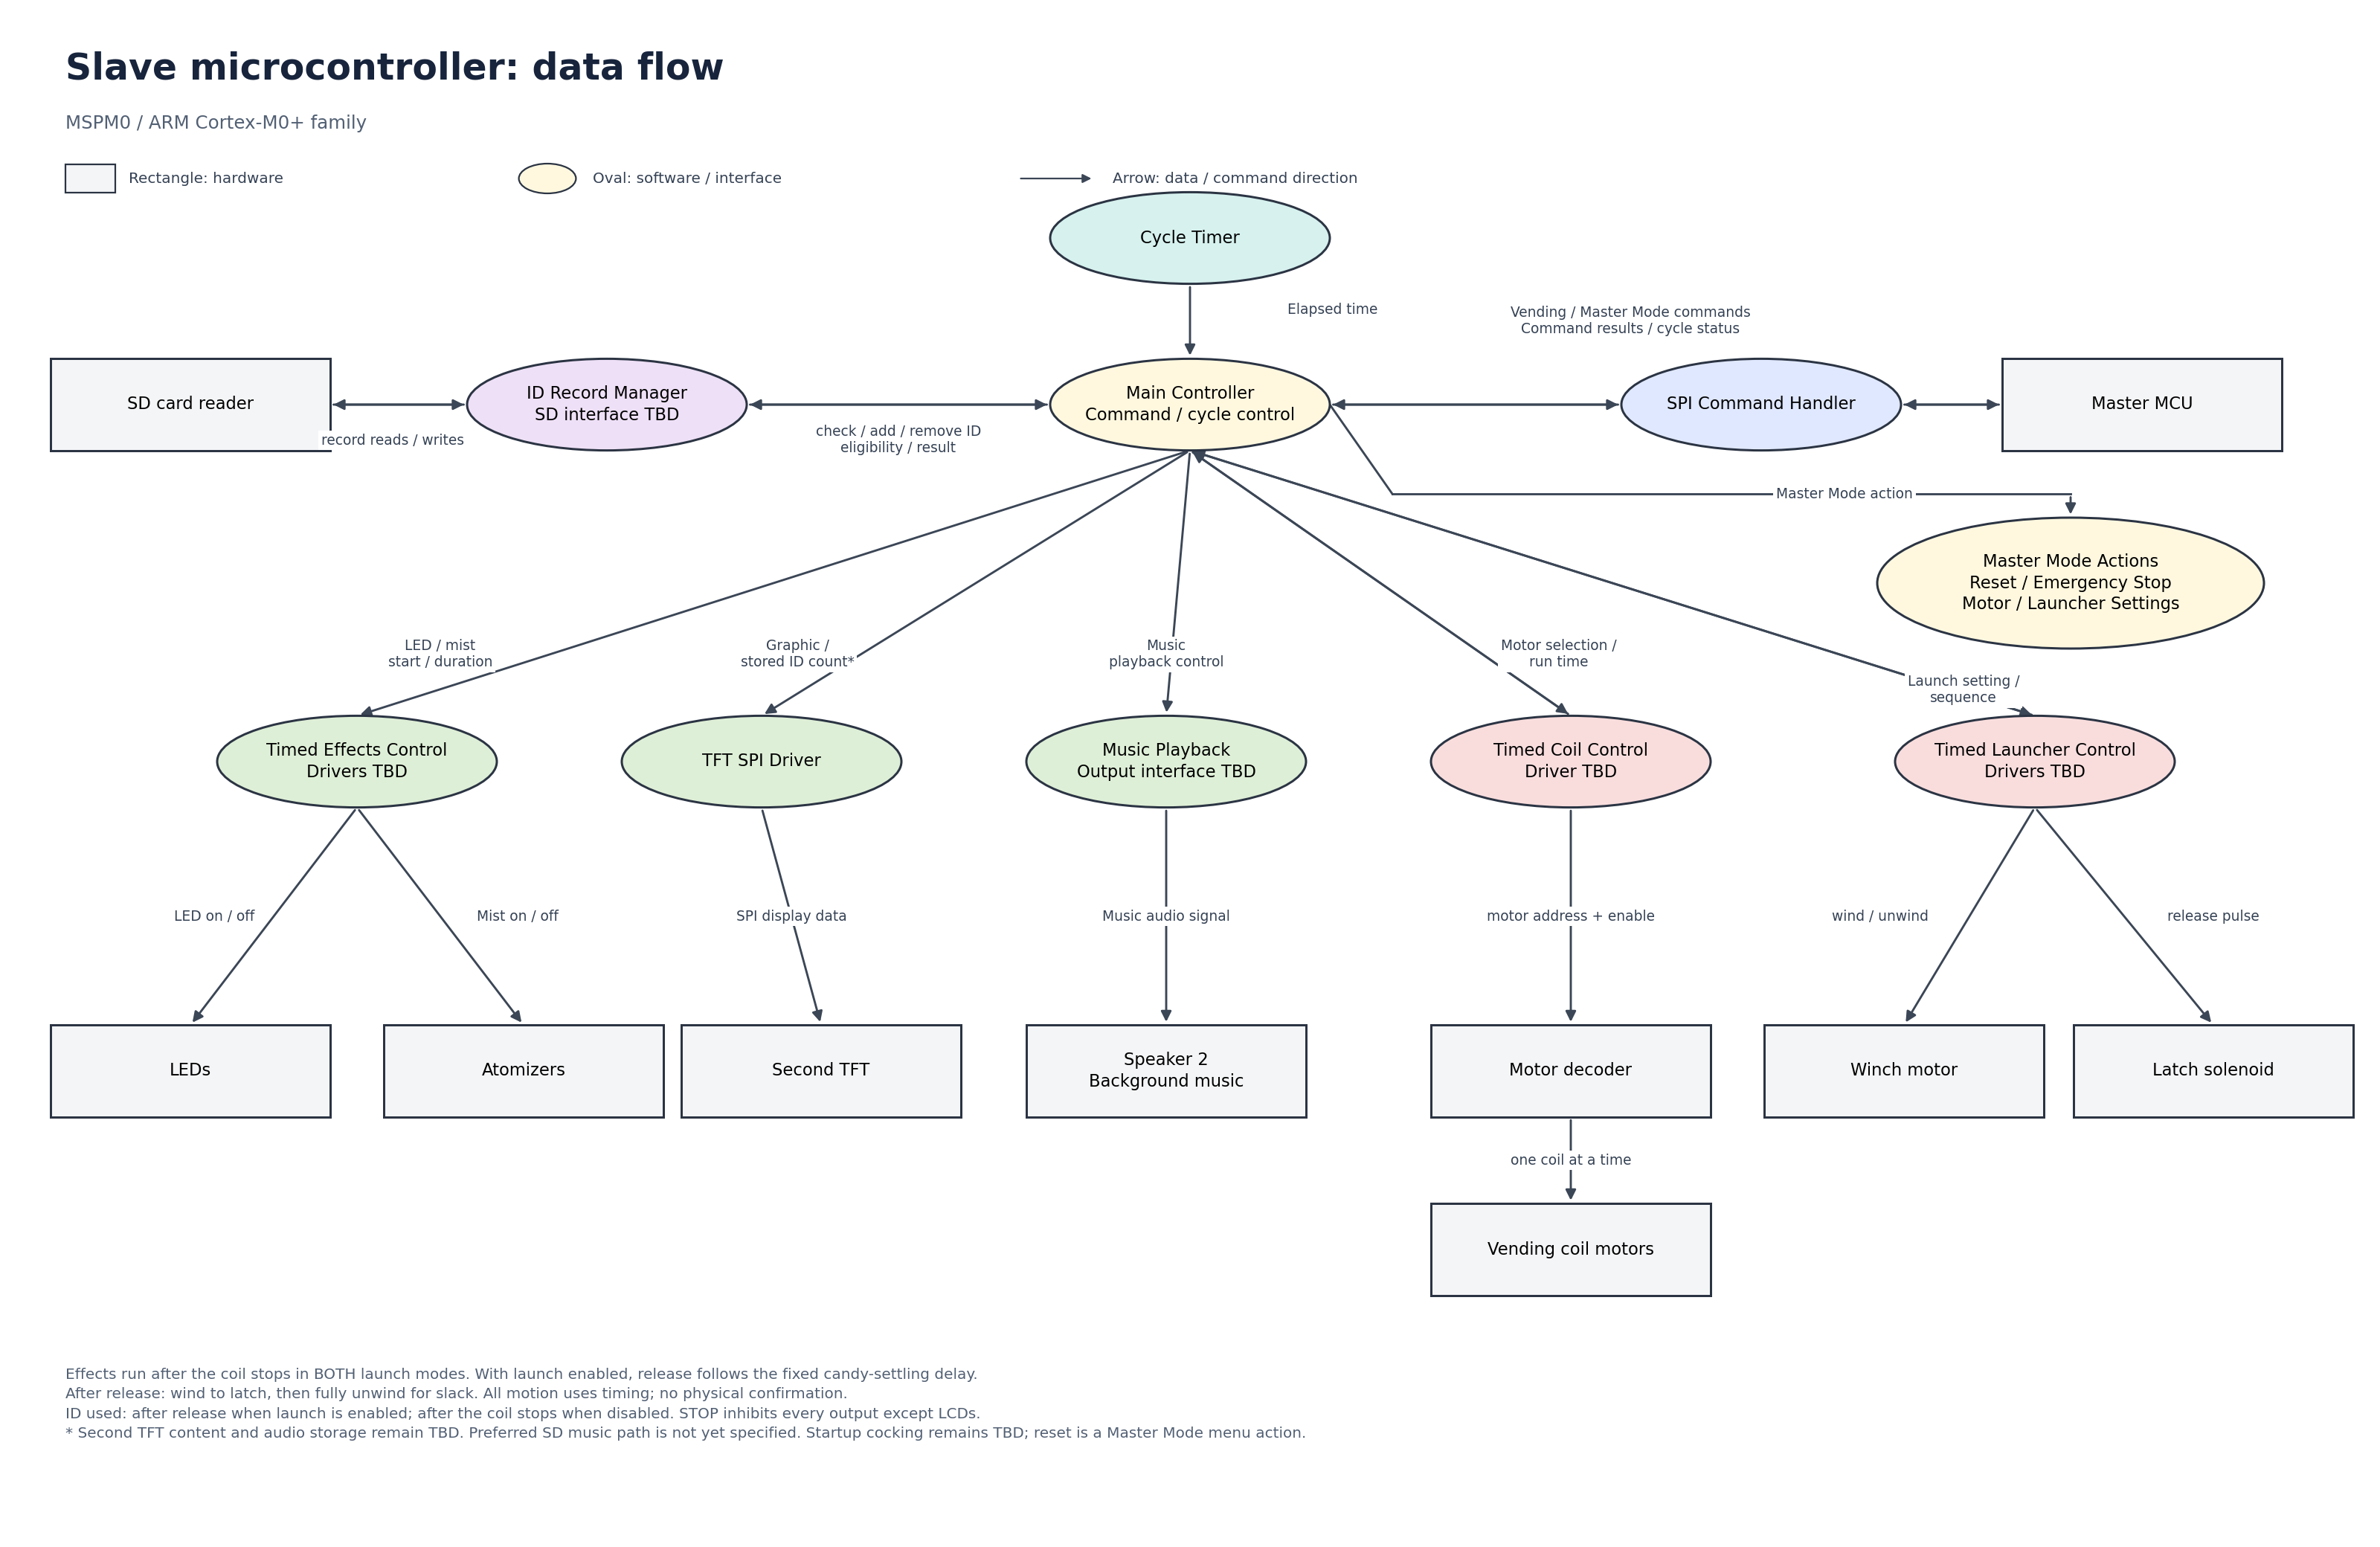 Slave microcontroller: data flow
MSPM0 / ARM Cortex-M0+ family
Rectangle: hardware
Oval: software / interface
Arrow: data / command direction
Cycle Timer
Elapsed time
Vending / Master Mode commands
Command results / cycle status
SD card reader
ID Record Manager
SD interface TBD
Main Controller
Command / cycle control
SPI Command Handler
Master MCU
record reads / writes
check / add / remove ID
eligibility / result
Master Mode action
Master Mode Actions
Reset / Emergency Stop
Motor / Launcher Settings
LED / mist
start / duration
Graphic /
stored ID count*
Music
playback control
Motor selection /
run time
Launch setting /
sequence
Timed Effects Control
Drivers TBD
TFT SPI Driver
Music Playback
Output interface TBD
Timed Coil Control
Driver TBD
Timed Launcher Control
Drivers TBD
LED on / off
Mist on / off
SPI display data
Music audio signal
motor address + enable
wind / unwind
release pulse
LEDs
Atomizers
Second TFT
Speaker 2
Background music
Motor decoder
Winch motor
Latch solenoid
one coil at a time
Vending coil motors
Effects run after the coil stops in BOTH launch modes. With launch enabled, release follows the fixed candy-settling delay.
After release: wind to latch, then fully unwind for slack. All motion uses timing; no physical confirmation.
ID used: after release when launch is enabled; after the coil stops when disabled. STOP inhibits every output except LCDs.
* Second TFT content and audio storage remain TBD. Preferred SD music path is not yet specified. Startup cocking remains TBD; reset is a Master Mode menu action.